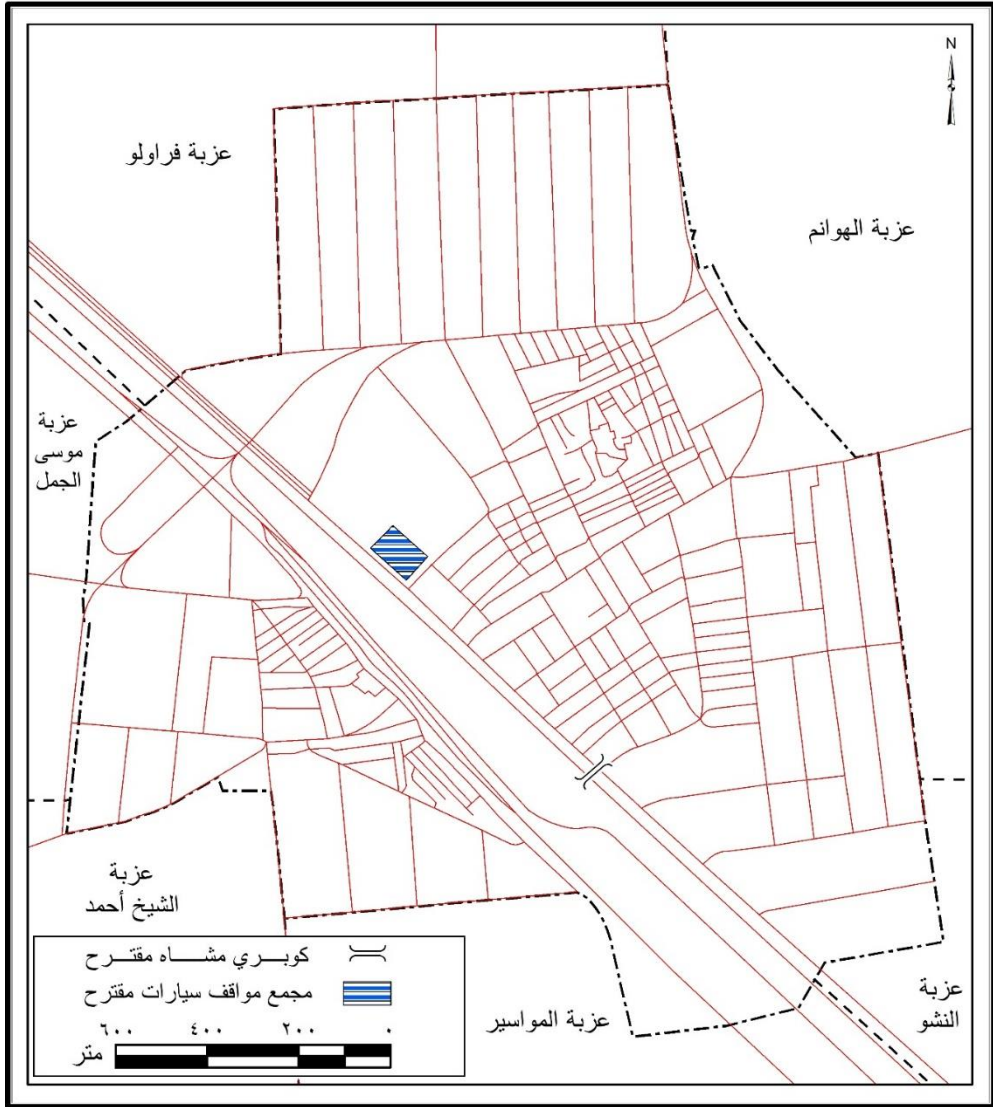 N
عزبة فراولو
عزبة الهوانم
عزبة
موسى
الجمل
عزبة
الشيخ أحمد
عزبة المواسير
عزبة
النشو
كوبـــري مشـــاه مقتـــرح
مجمع مواقف سيارات مقترح
٦٠٠ ٤٠٠ ٢٠٠ ٠
متر